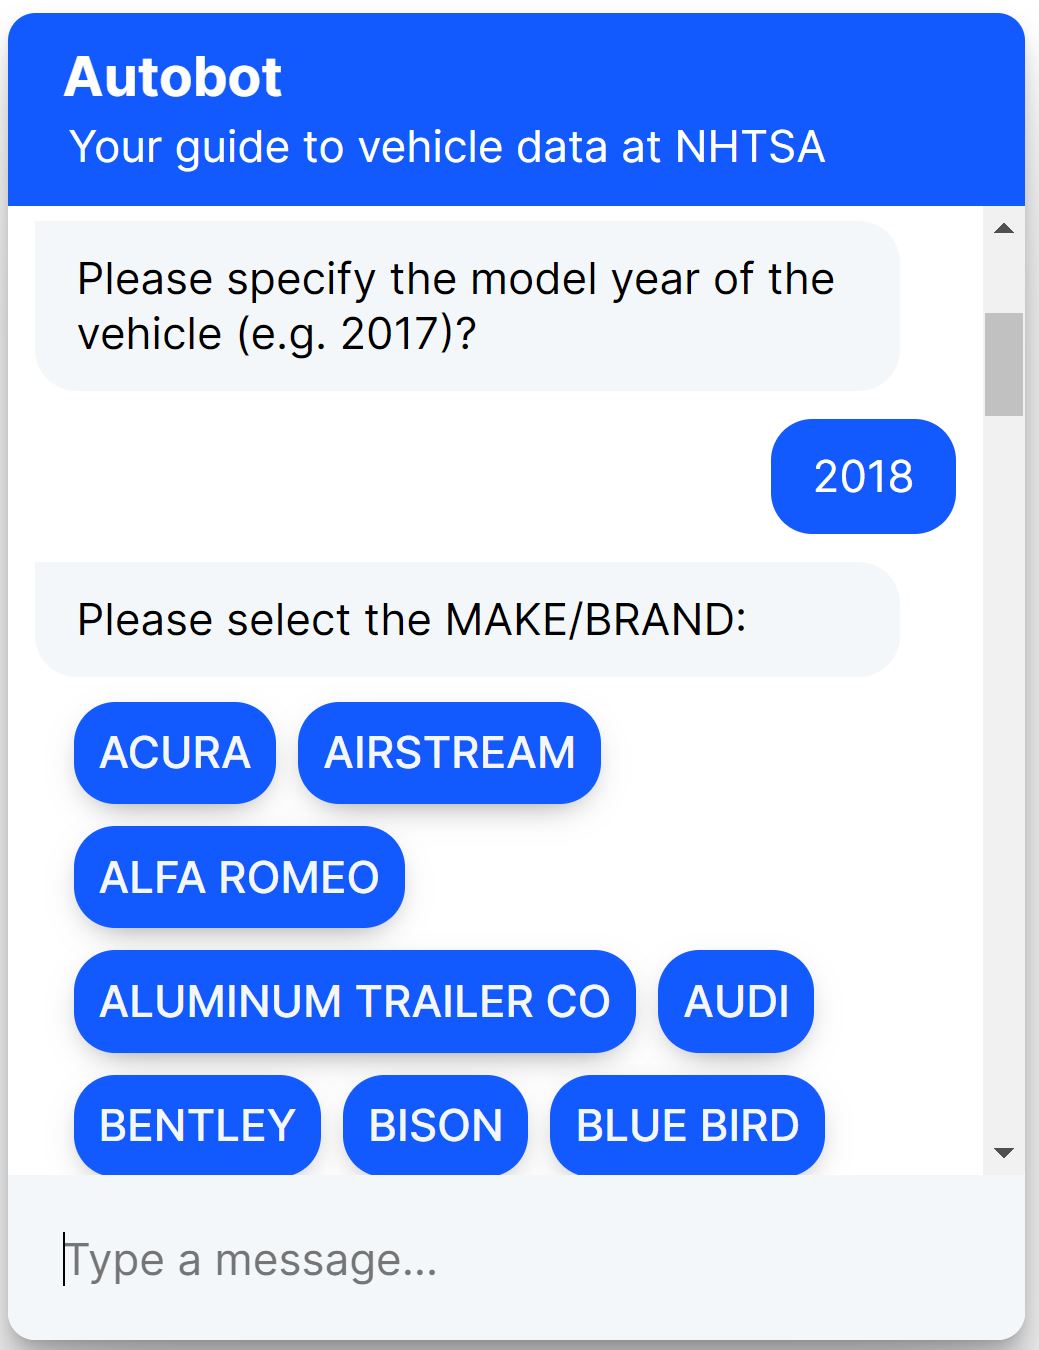 Autobot
Your guide to vehicle data at NHTSA
Please specify the model year of the
vehicle (e.g. 2017)?
2018
Please select the MAKE/BRAND:
ACURA AIRSTREAM
ALFA ROMEO
ALUMINUM TRAILER CO AUDI
BENTLEY BISON BLUE BIRD
Type a message...